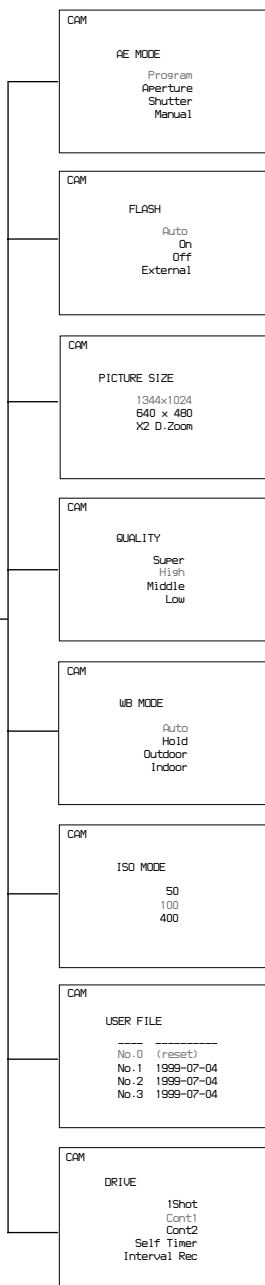 CAM
AE MODE
Program
Aperture
Shutter
Manual
CAM
FLASH
Auto
On
Off
External
CAM
PICTURE SIZE
1344×1024
640 × 480
X2 D.Zoom
CAM
QUALITY
Super
High
Middle
Low
CAM
WB MODE
Auto
Hold
Outdoor
Indoor
CAM
ISO MODE
50
100
400
CAM
USER FILE
---- ----------
No.0 (reset)
No.1 1999-07-04
No.2 1999-07-04
No.3 1999-07-04
CAM
DRIVE
1Shot
Cont1
Cont2
Self Timer
Interval Rec